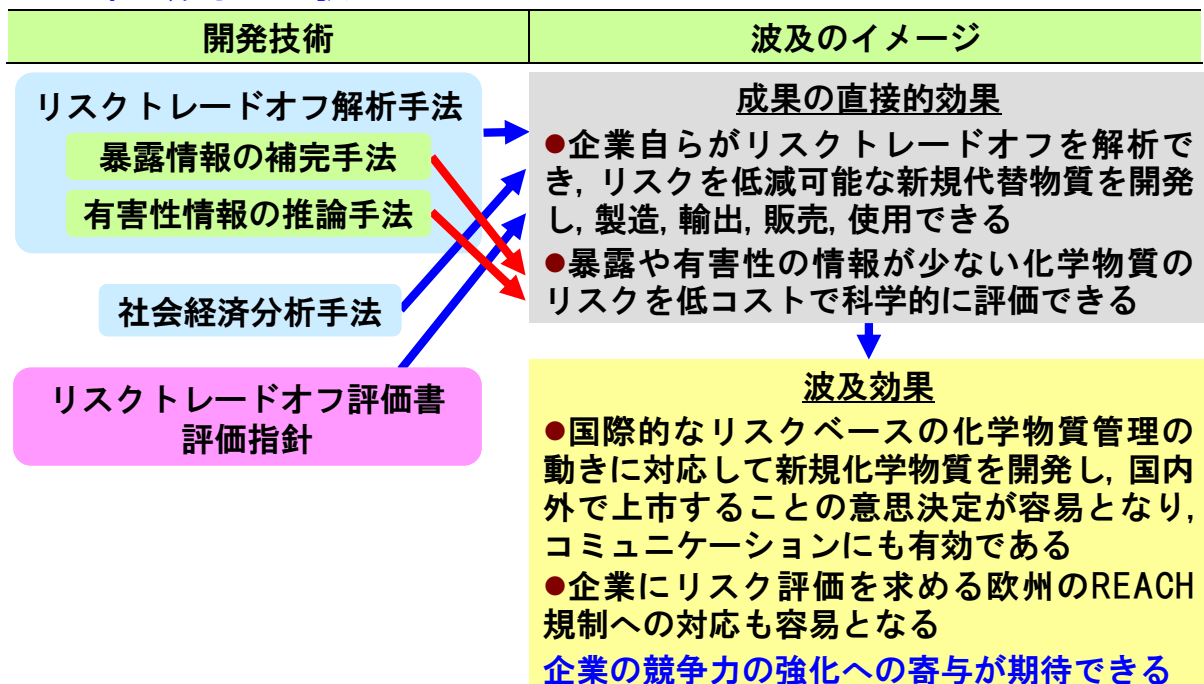 開発技術
波及のイメージ
リスクトレードオフ解析手法
暴露情報の補完手法
有害性情報の推論手法
社会経済分析手法
リスクトレードオフ評価書
評価指針
成果の直接的効果
●企業自らがリスクトレードオフを解析で
き, リスクを低減可能な新規代替物質を開発
し, 製造, 輸出, 販売, 使用できる
●暴露や有害性の情報が少ない化学物質の
リスクを低コストで科学的に評価できる
波及効果
●国際的なリスクベースの化学物質管理の
動きに対応して新規化学物質を開発し, 国内
外で上市することの意思決定が容易となり,
コミュニケーションにも有効である
●企業にリスク評価を求める欧州のREACH
規制への対応も容易となる
企業の競争力の強化への寄与が期待できる